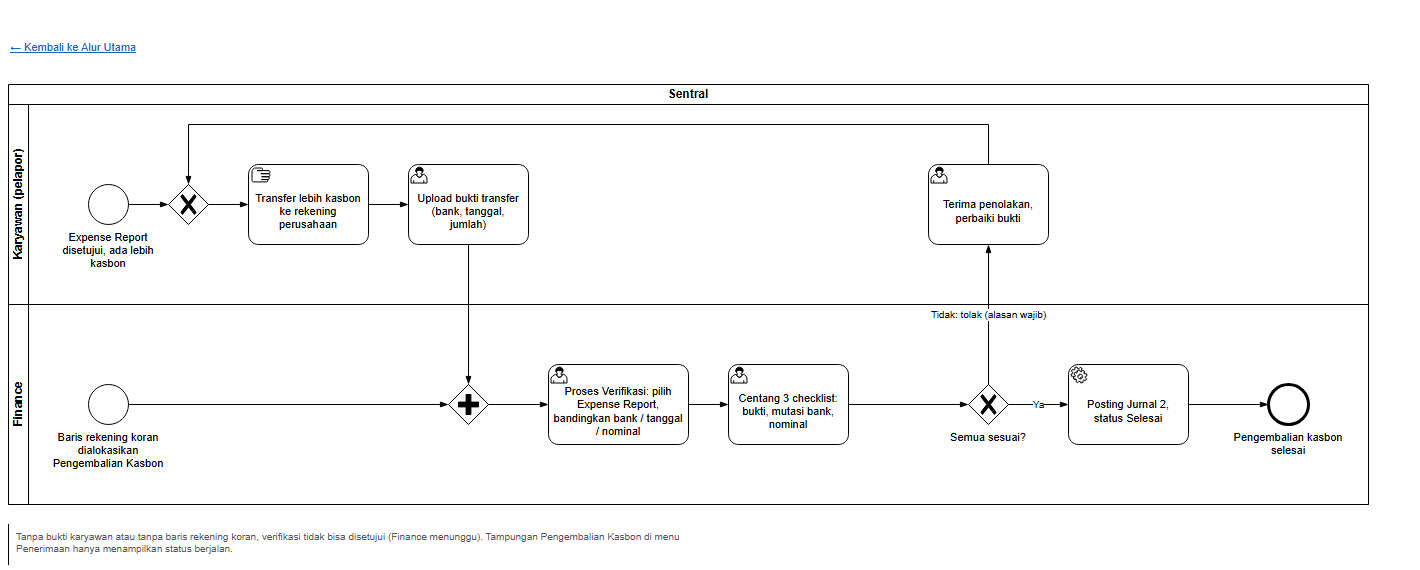 ← Kembali ke Alur Utama
Sentral
Karyawan (pelapor)
Expense Report
disetujui, ada lebih
kasbon
Transfer lebih kasbon
ke rekening
perusahaan
Upload bukti transfer
(bank, tanggal,
jumlah)
Terima penolakan,
perbaiki bukti
Tidak: tolak (alasan wajib)
Finance
Baris rekening koran
dialokasikan
Pengembalian Kasbon
Proses Verifikasi: pilih
Expense Report,
bandingkan bank / tanggal
/ nominal
Centang 3 checklist:
bukti, mutasi bank,
nominal
Semua sesuai?
Ya
Posting Jurnal 2,
status Selesai
Pengembalian kasbon
selesai
Tanpa bukti karyawan atau tanpa baris rekening koran, verifikasi tidak bisa disetujui (Finance menunggu). Tampungan Pengembalian Kasbon di menu
Penerimaan hanya menampilkan status berjalan.